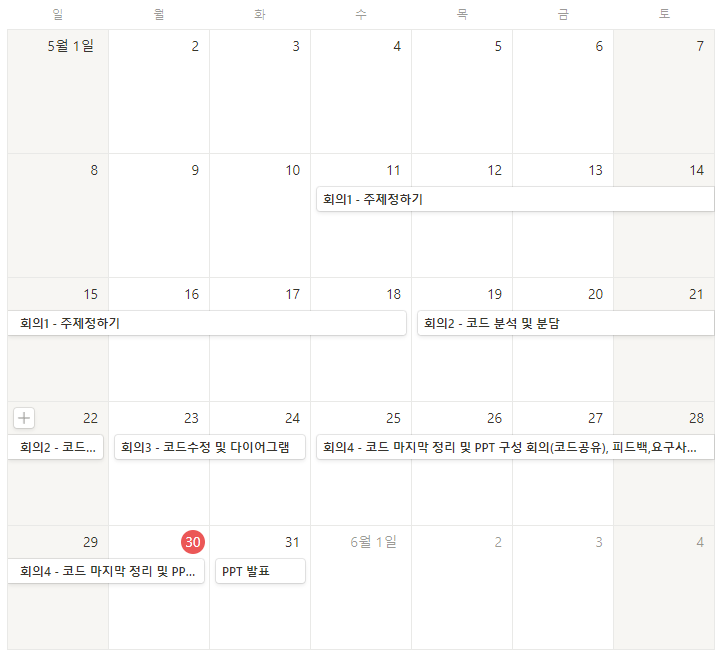 일 월 화 수 목 금 토
5월 1일 2 3 4 5 6 7
8 9 10 11 12 13 14
회의1 - 주제정하기
15 16 17 18 19 20 21
회의1 - 주제정하기 회의2 - 코드 분석 및 분담
22 23 24 25 26 27 28
회의2 - 코드... 회의3 - 코드수정 및 다이어그램 회의4 - 코드 마지막 정리 및 PPT 구성 회의(코드공유), 피드백,요구사...
29 30 31 6월 1일 2 3 4
회의4 - 코드 마지막 정리 및 PP... PPT 발표